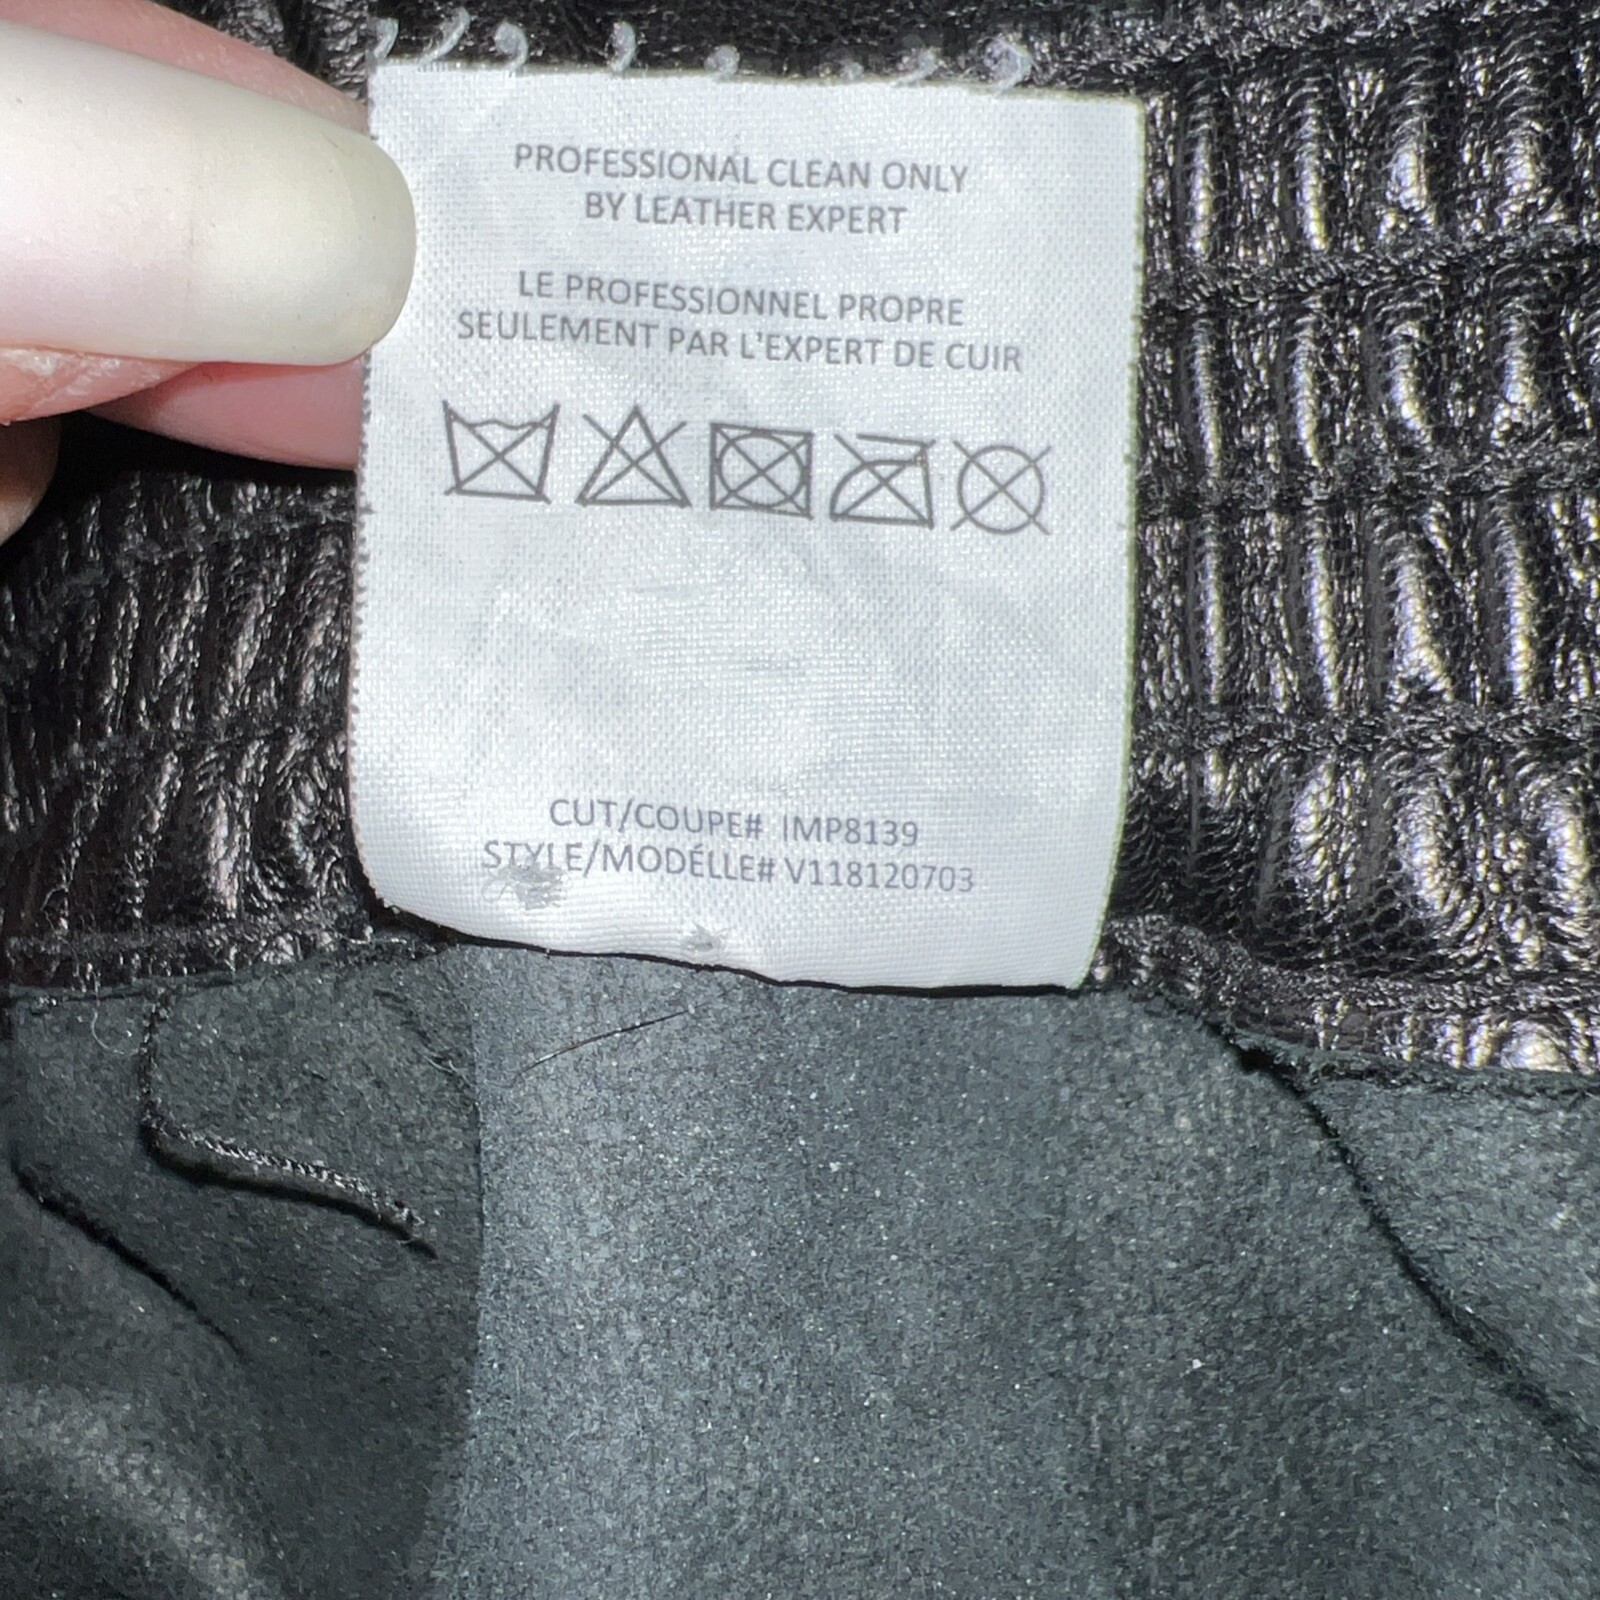 PROFESSIONAL CLEAN ONLY
BY LEATHER EXPERT
LE PROFESSIONNEL PROPRE
SEULEMENT PAR L'EXPERT DE CUIR
CUT/COUPE# IMP8139
STYLE/MODÉLLE# V118120703